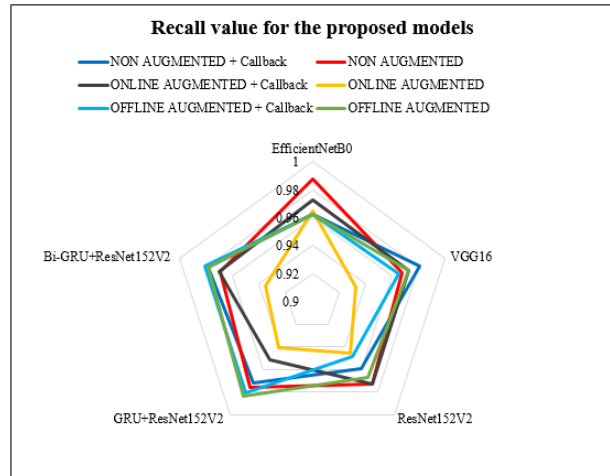 Recall value for the proposed models
NON AUGMENTED + Callback NON AUGMENTED
ONLINE AUGMENTED + Callback ONLINE AUGMENTED
OFFLINE AUGMENTED + Callback OFFLINE AUGMENTED
EfficientNetB0
1
0.98
0.96
0.94
0.92
0.9
Bi-GRU+ResNet152V2
VGG16
GRU+ResNet152V2
ResNet152V2